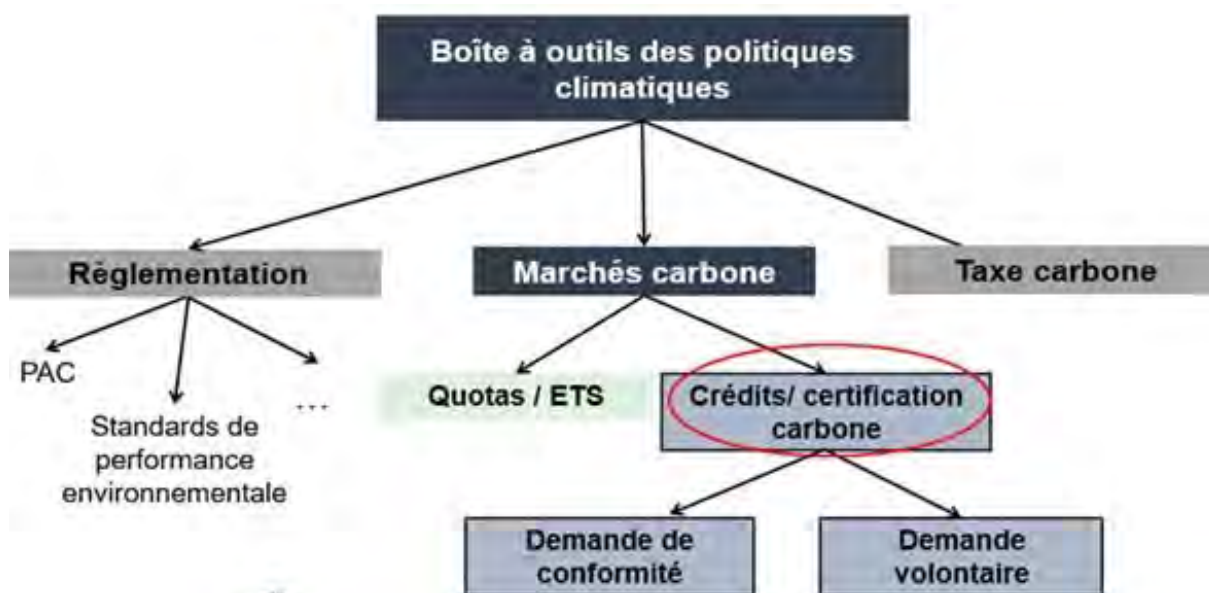 Boîte à outils des politiques
climatiques
Règlementation
Marchés carbone
Taxe carbone
PAC
Standards de
performance
environnementale
...
Quotas / ETS
Crédits/ certification
carbone
Demande de
conformité
Demande
volontaire